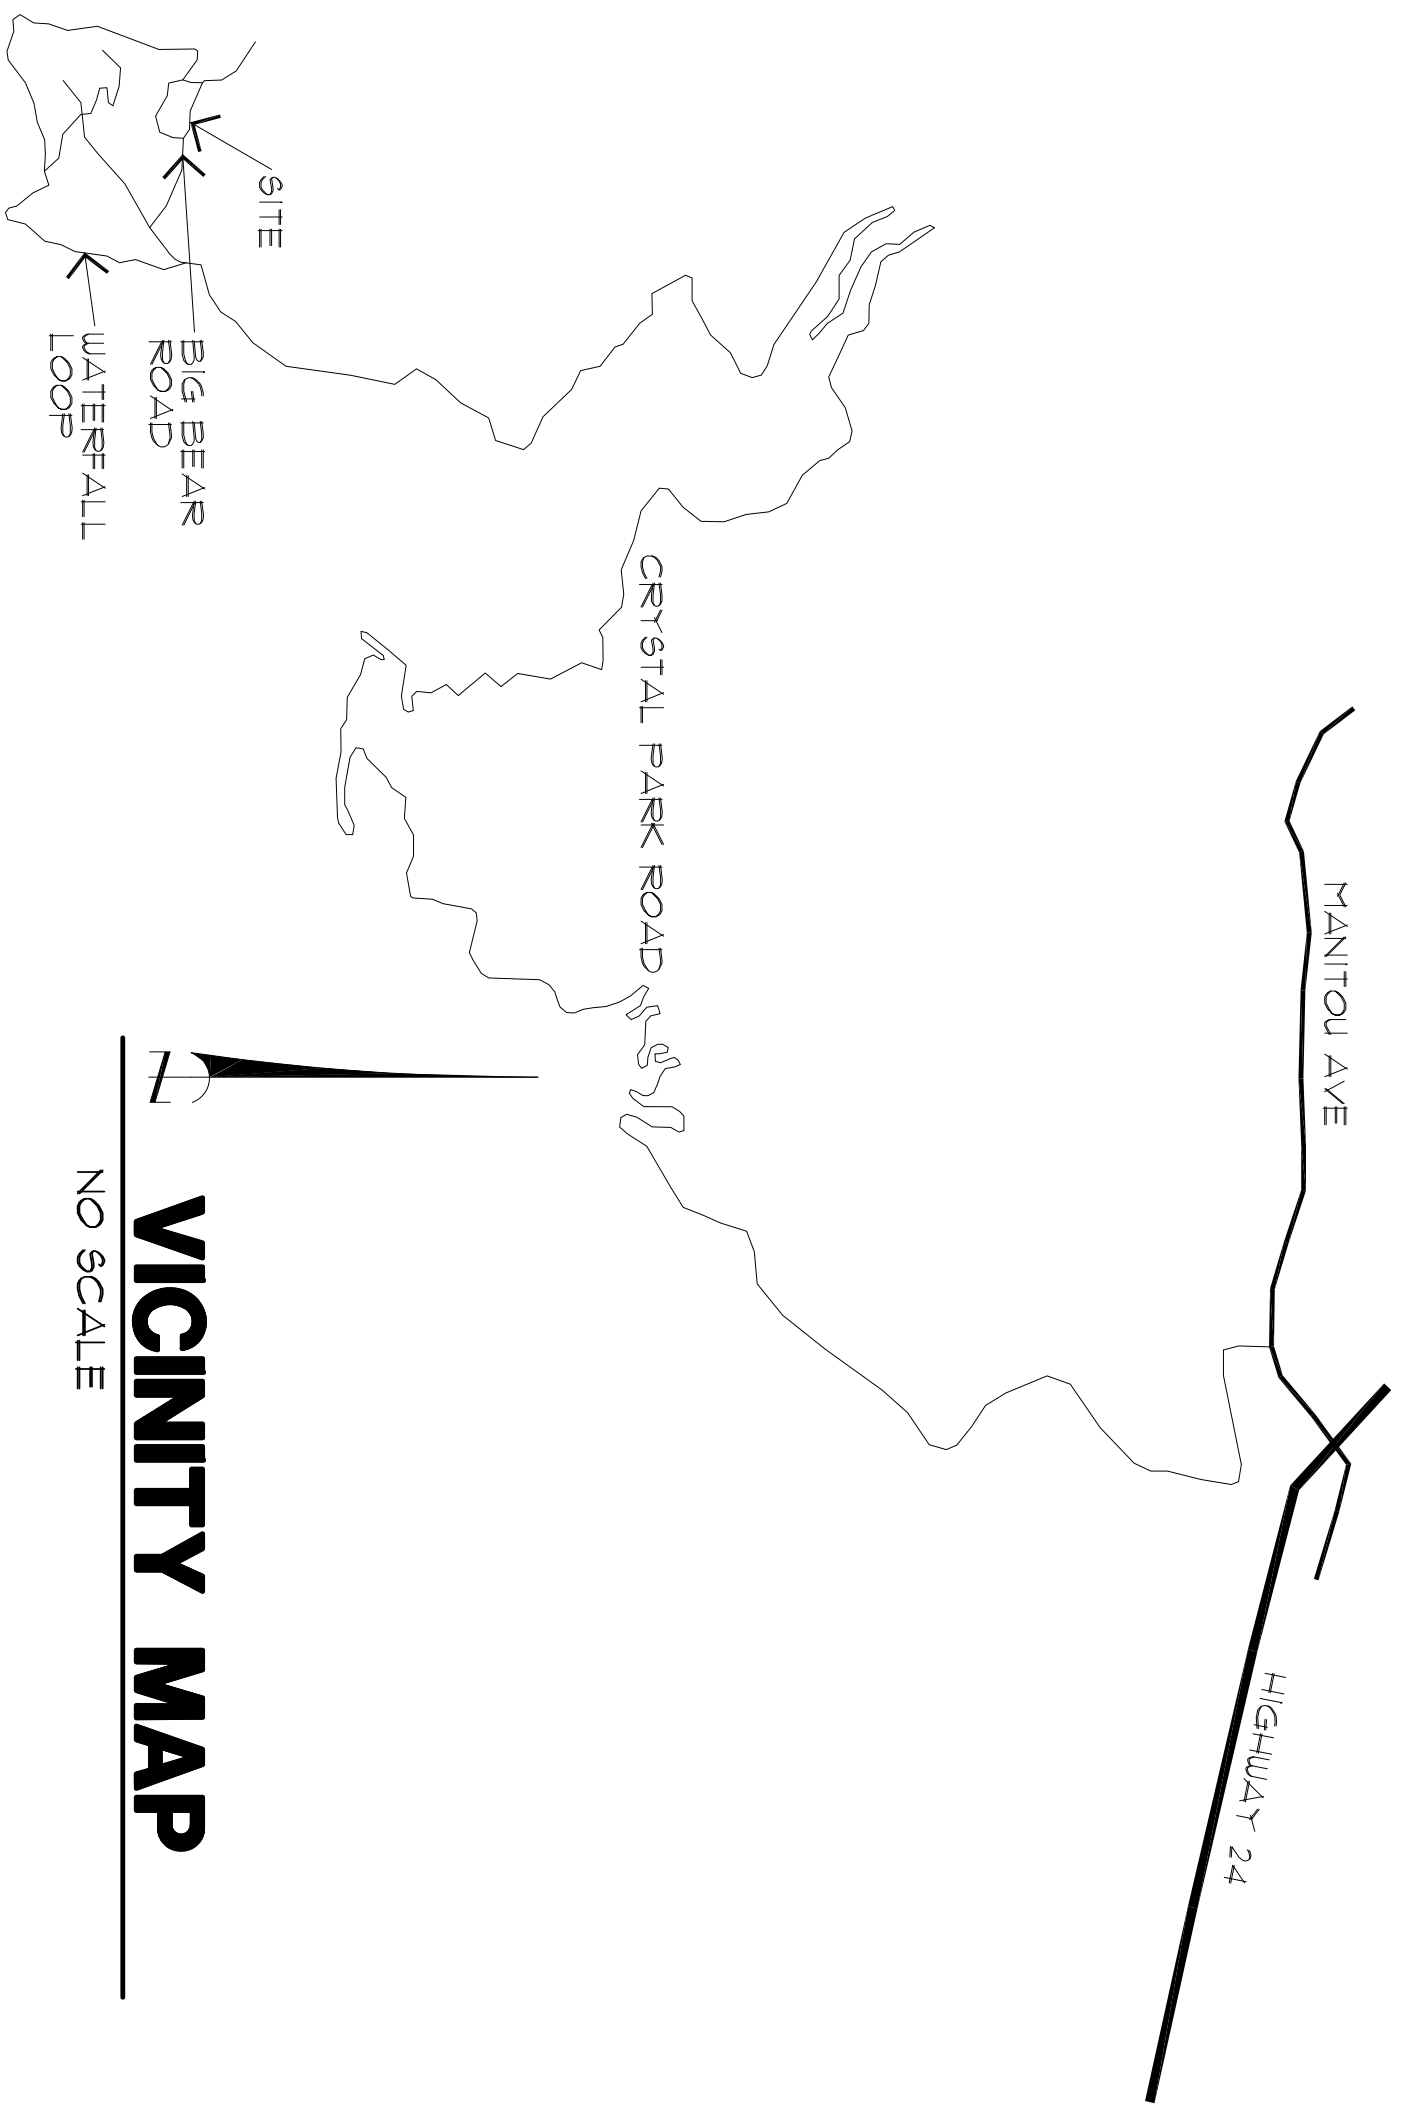 MANITOU AVE
HIGHWAY 24
CRYSTAL PARK ROAD
SITE
BIG BEAR
ROAD
WATERFALL
LOOP
N
VICINITY MAP
NO SCALE